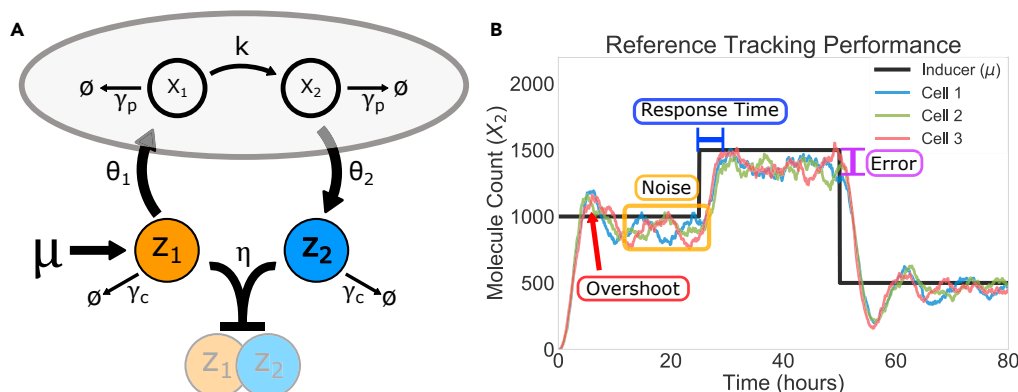 A
k
X₁
X₂
ø
γp
γp
ø
θ₁
θ₂
μ
Z₁
η
Z₂
ø
γc
γc
ø
Z₁
Z₂
B
Reference Tracking Performance
Molecule Count (X₂)
2000
1500
1000
500
0
Inducer (μ)
Cell 1
Cell 2
Cell 3
Response Time
Error
Noise
Overshoot
0
20
40
60
80
Time (hours)